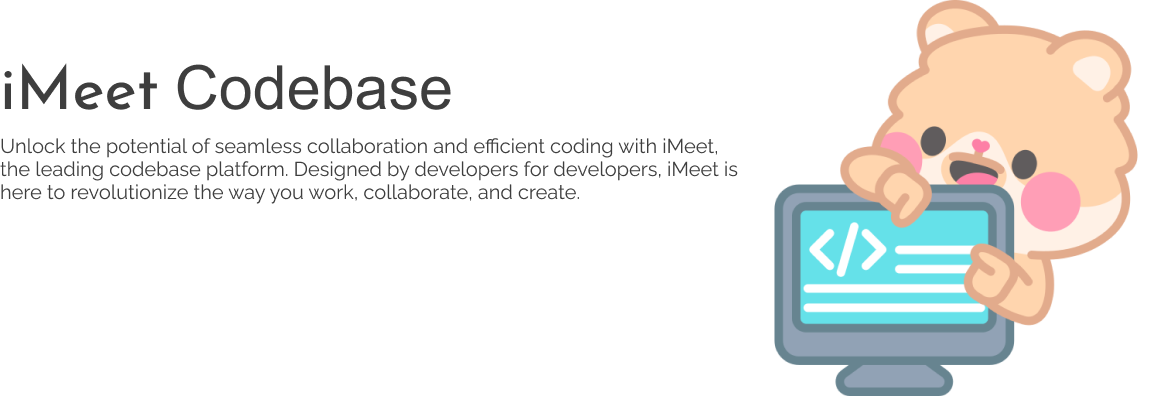 iMeet Codebase
Unlock the potential of seamless collaboration and efficient coding with iMeet,
the leading codebase platform. Designed by developers for developers, iMeet is
here to revolutionize the way you work, collaborate, and create.
</>